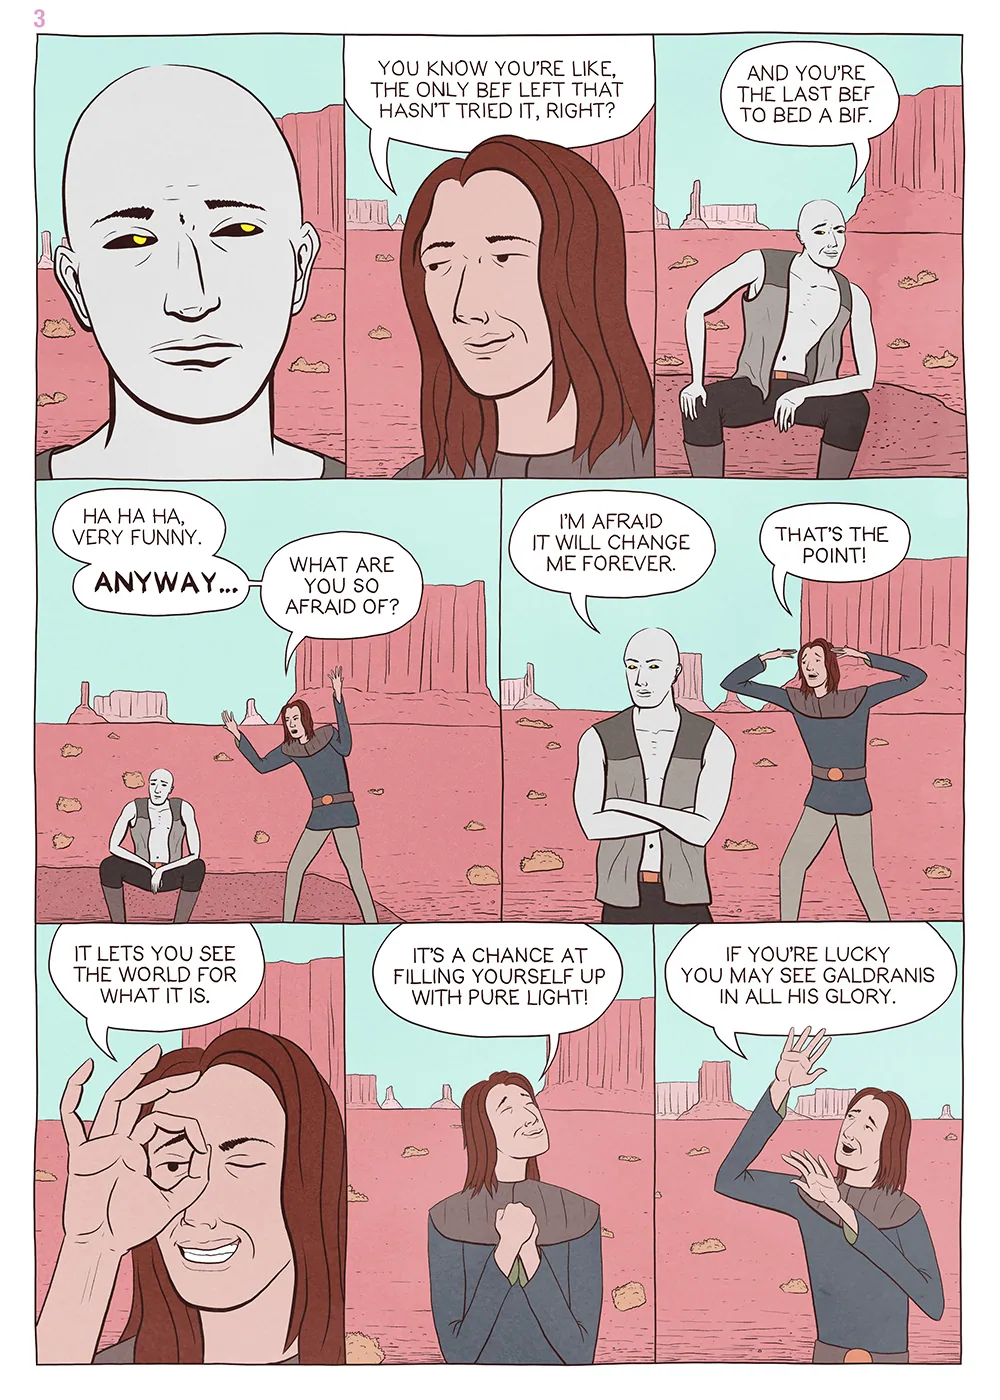 3
YOU KNOW YOU'RE LIKE,
THE ONLY BEF LEFT THAT
HASN'T TRIED IT, RIGHT?
AND YOU'RE
THE LAST BEF
TO BED A BIF.
HA HA HA,
VERY FUNNY.
ANYWAY...
WHAT ARE
YOU SO
AFRAID OF?
I'M AFRAID
IT WILL CHANGE
ME FOREVER.
THAT'S THE
POINT!
IT LETS YOU SEE
THE WORLD FOR
WHAT IT IS.
IT'S A CHANCE AT
FILLING YOURSELF UP
WITH PURE LIGHT!
IF YOU'RE LUCKY
YOU MAY SEE GALDRANIS
IN ALL HIS GLORY.